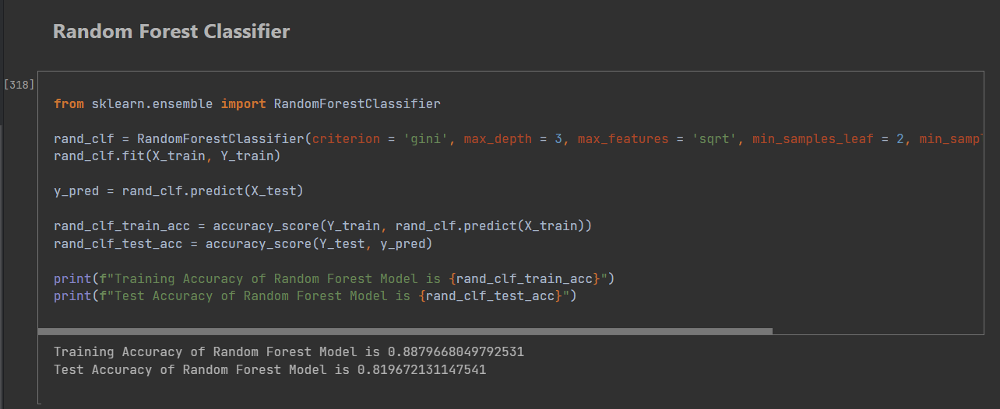 Random Forest Classifier
[318]
from sklearn.ensemble import RandomForestClassifier
rand_clf = RandomForestClassifier(criterion = 'gini', max_depth = 3, max_features = 'sqrt', min_samples_leaf = 2, min_sampl
rand_clf.fit(X_train, Y_train)
y_pred = rand_clf.predict(X_test)
rand_clf_train_acc = accuracy_score(Y_train, rand_clf.predict(X_train))
rand_clf_test_acc = accuracy_score(Y_test, y_pred)
print(f"Training Accuracy of Random Forest Model is {rand_clf_train_acc}")
print(f"Test Accuracy of Random Forest Model is {rand_clf_test_acc}")
Training Accuracy of Random Forest Model is 0.8879668049792531
Test Accuracy of Random Forest Model is 0.819672131147541